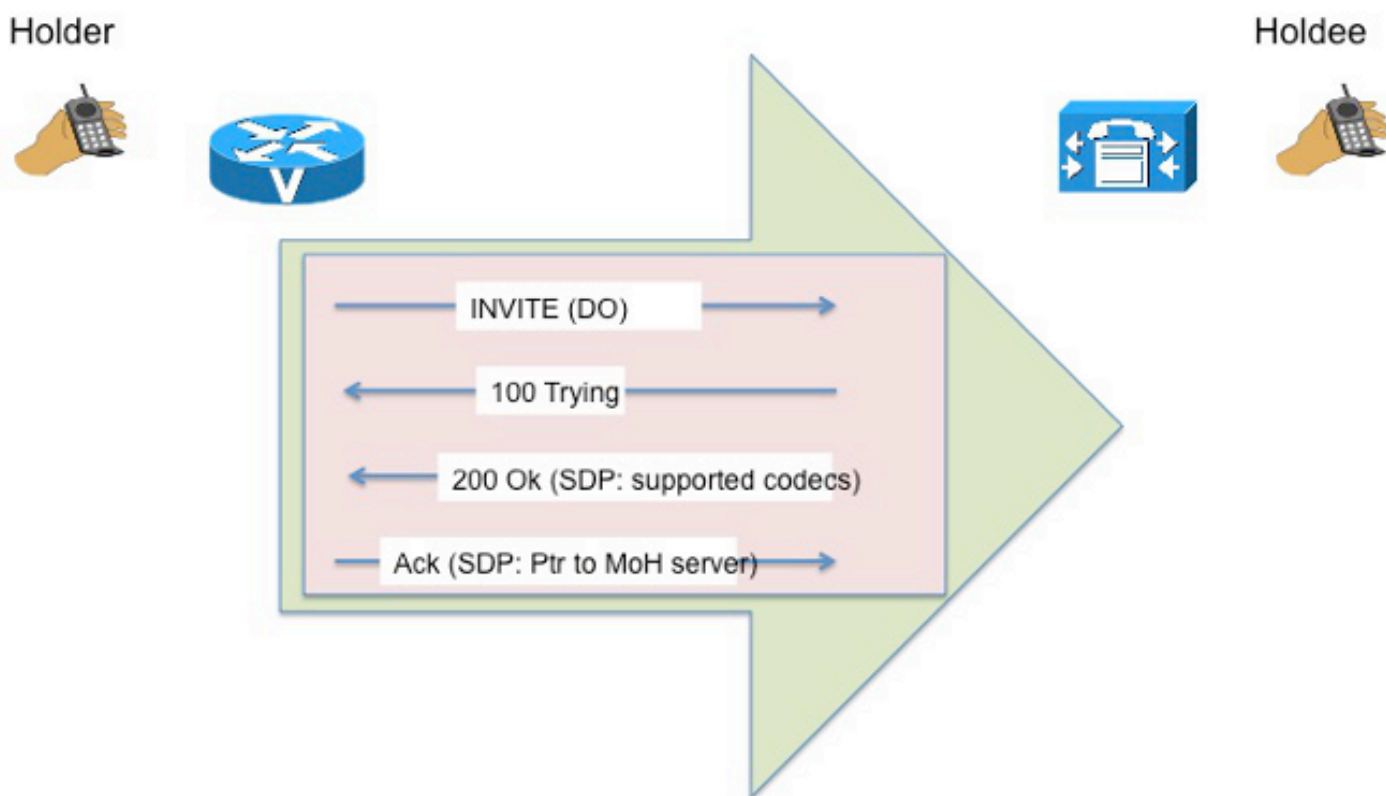 Holder
Holdee
V
INVITE (DO)
100 Trying
200 Ok (SDP: supported codecs)
Ack (SDP: Ptr to MoH server)